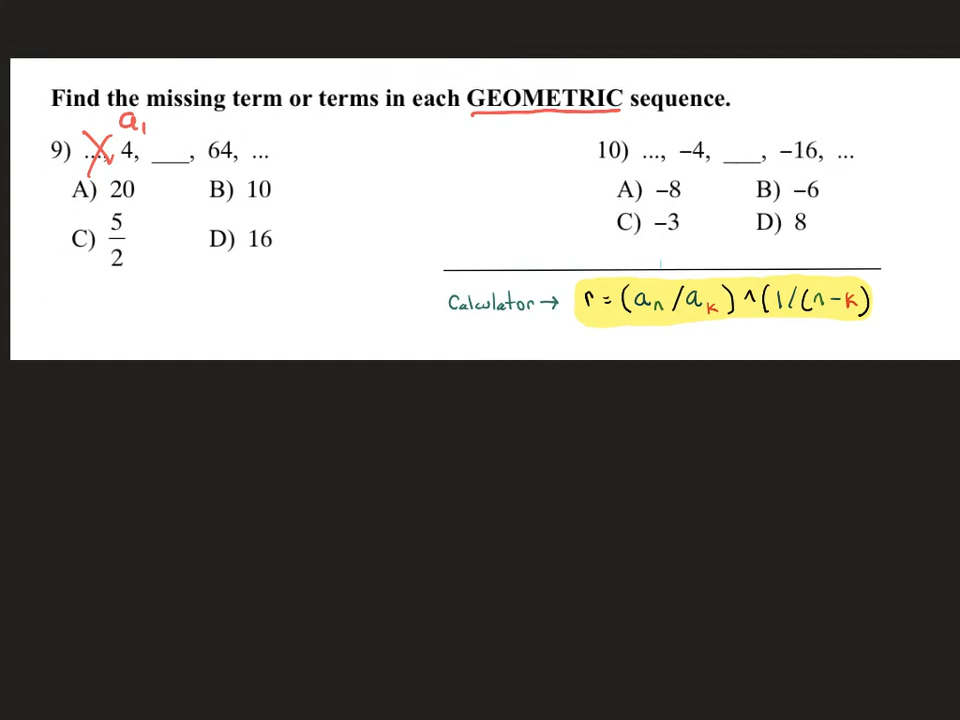 Find the missing term or terms in each GEOMETRIC sequence.
a₁
9) ..., 4, ___, 64, ...
10) ..., −4, ___, −16, ...
A) 20 B) 10
A) −8 B) −6
C) 5/2 D) 16
C) −3 D) 8
Calculator → r = (aₙ/aₖ)^(1/(n−k)